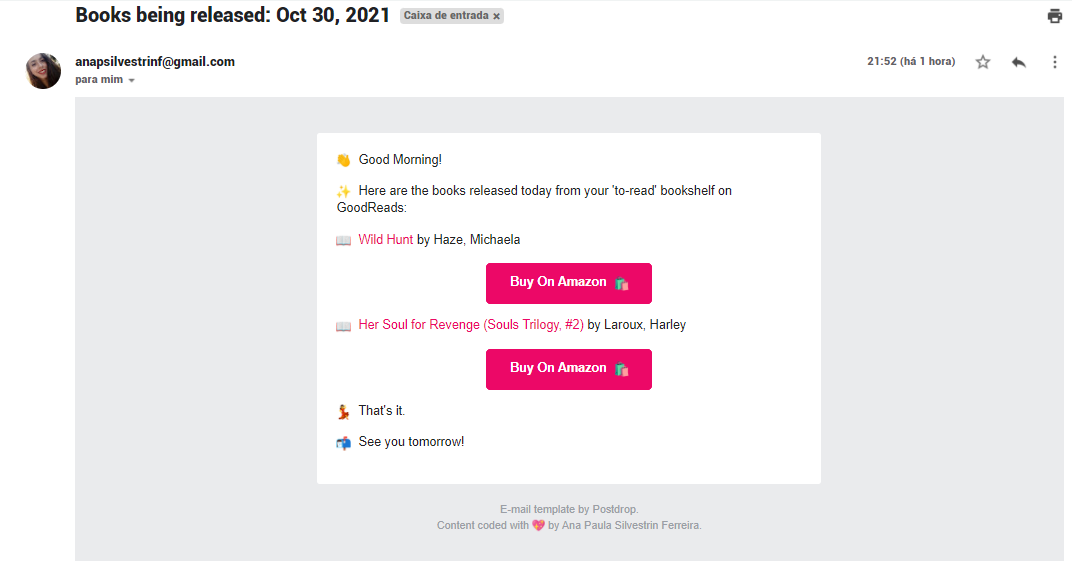 Books being released: Oct 30, 2021 Caixa de entrada ×
anapsilvestrinf@gmail.com 21:52 (há 1 hora)
para mim
👋 Good Morning!
✨ Here are the books released today from your 'to-read' bookshelf on
GoodReads:
📖 Wild Hunt by Haze, Michaela
Buy On Amazon 🛍️
📖 Her Soul for Revenge (Souls Trilogy, #2) by Laroux, Harley
Buy On Amazon 🛍️
💃 That's it.
📬 See you tomorrow!
E-mail template by Postdrop.
Content coded with 💖 by Ana Paula Silvestrin Ferreira.